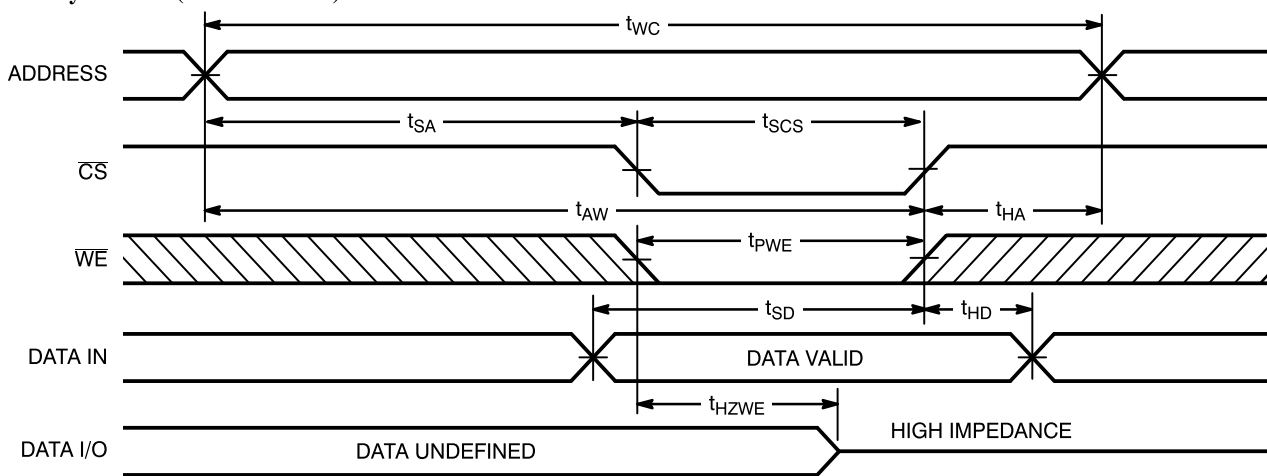 t_WC
ADDRESS
t_SA t_SCS
CS
t_AW t_HA
t_PWE
WE
t_SD t_HD
DATA IN DATA VALID
t_HZWE
DATA I/O DATA UNDEFINED HIGH IMPEDANCE